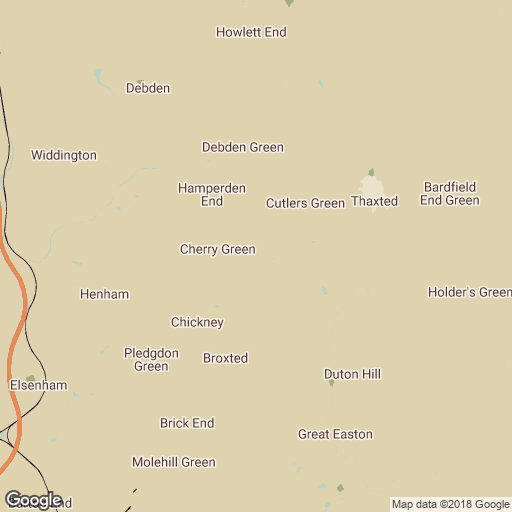 Howlett End
Debden
Debden Green
Widdington
Hamperden
End
Cutlers Green
Thaxted
Bardfield
End Green
Cherry Green
Henham
Holder's Green
Chickney
Pledgdon
Green
Broxted
Duton Hill
Elsenham
Brick End
Great Easton
Molehill Green
End
Google
Map data ©2018 Google